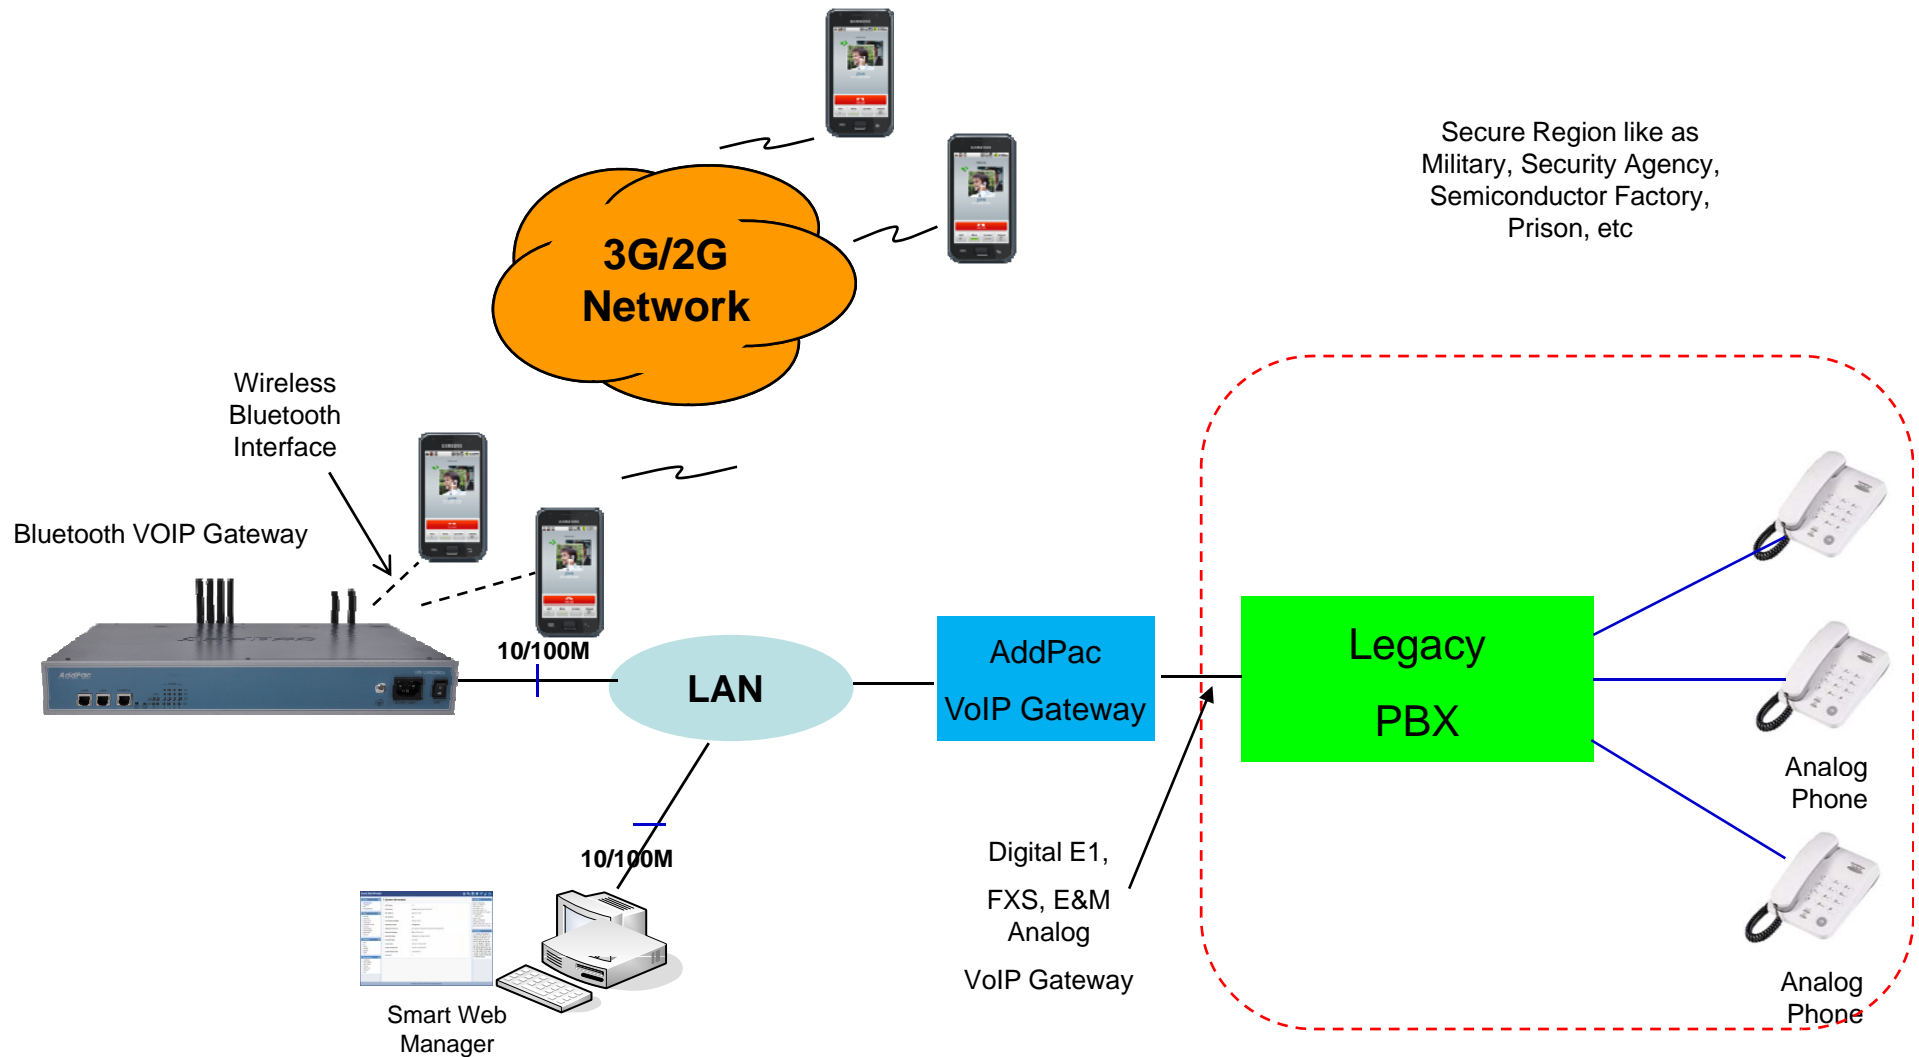 Secure Region like as
Military, Security Agency,
Semiconductor Factory,
Prison, etc
3G/2G
Network
Wireless
Bluetooth
Interface
Bluetooth VOIP Gateway
AddPac
10/100M
LAN
AddPac
VoIP Gateway
Legacy
PBX
Analog
Phone
10/100M
Digital E1,
FXS, E&M
Analog
VoIP Gateway
Smart Web
Manager
Analog
Phone